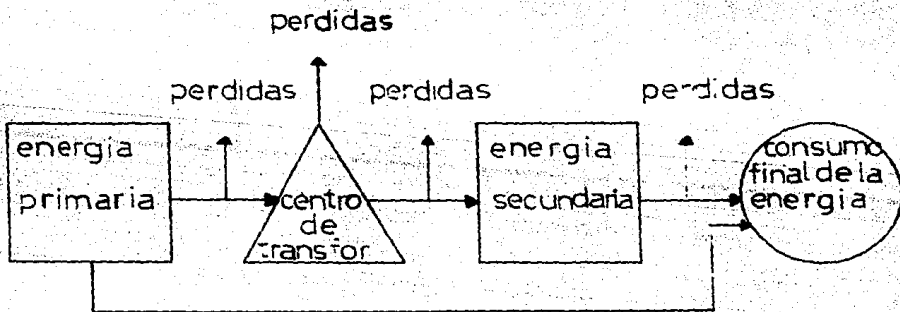 perdidas
perdidas
perdidas
perdidas
energia
primaria
centro
de
transfor
energia
secundaria
consumo
final de la
energia